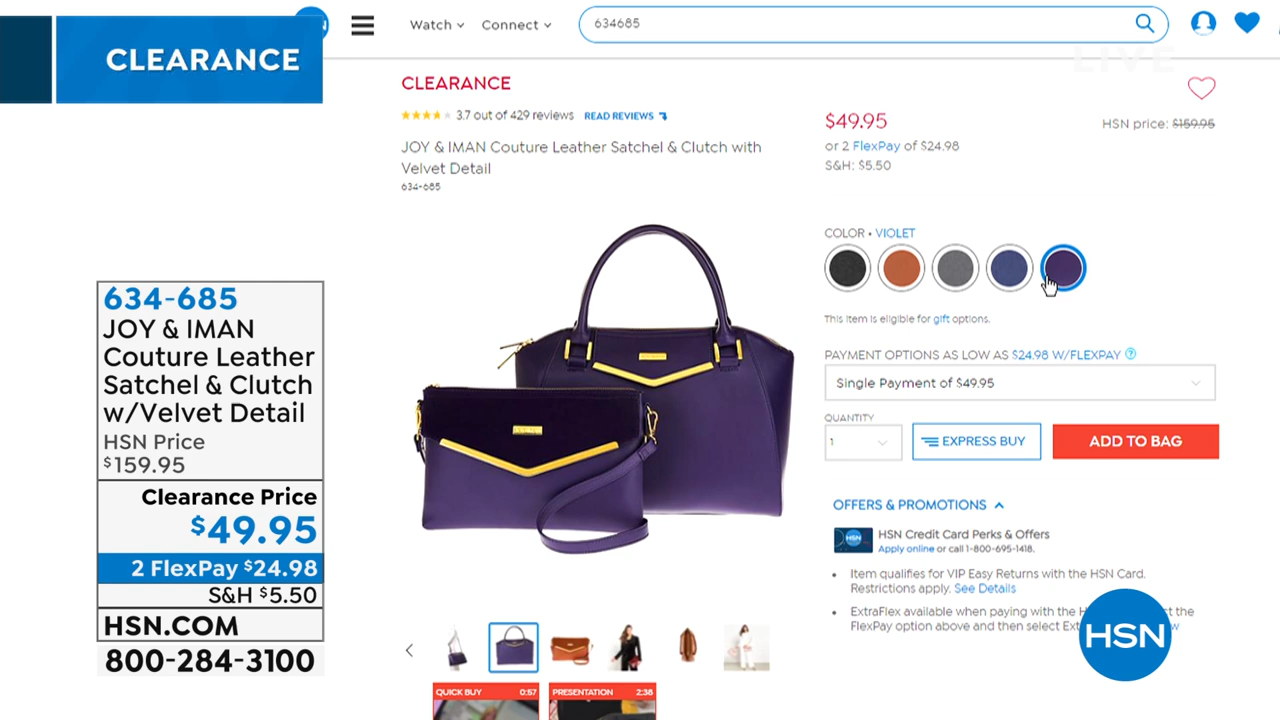 CLEARANCE
Watch
Connect
634685
LIVE
CLEARANCE
3.7 out of 429 reviews
READ REVIEWS
JOY & IMAN Couture Leather Satchel & Clutch with
Velvet Detail
634-685
$49.95
HSN price: $159.95
or 2 FlexPay of $24.98
S&H: $5.50
COLOR • VIOLET
This item is eligible for gift options.
PAYMENT OPTIONS AS LOW AS $24.98 W/FLEXPAY ?
Single Payment of $49.95
QUANTITY
1
EXPRESS BUY
ADD TO BAG
OFFERS & PROMOTIONS
HSN
HSN Credit Card Perks & Offers
Apply online or call 1-800-695-1418.
• Item qualifies for VIP Easy Returns with the HSN Card.
Restrictions apply. See Details
• ExtraFlex available when paying with the
FlexPay option above and then select
HSN
634-685
JOY & IMAN
Couture Leather
Satchel & Clutch
w/Velvet Detail
HSN Price
$159.95
Clearance Price
$49.95
2 FlexPay $24.98
S&H $5.50
HSN.COM
800-284-3100
QUICK BUY 0:57
PRESENTATION 2:38